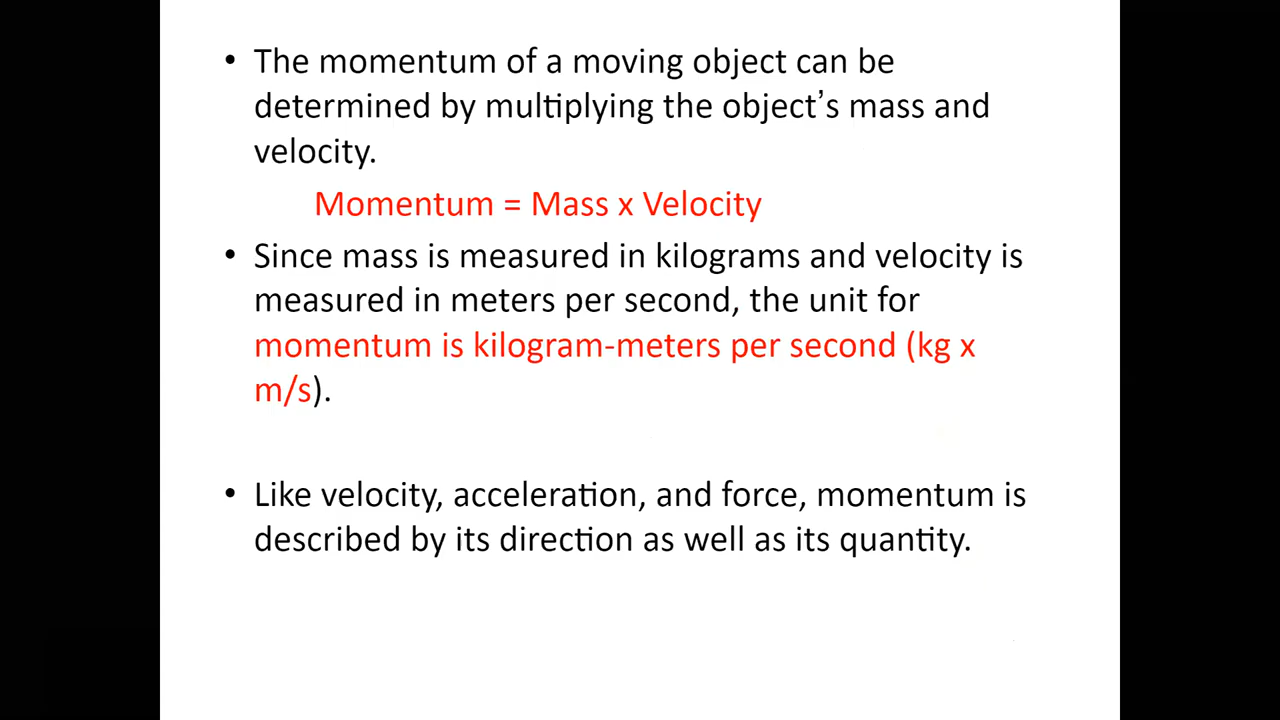 • The momentum of a moving object can be
determined by multiplying the object’s mass and
velocity.
Momentum = Mass x Velocity
• Since mass is measured in kilograms and velocity is
measured in meters per second, the unit for
momentum is kilogram-meters per second (kg x
m/s).
• Like velocity, acceleration, and force, momentum is
described by its direction as well as its quantity.